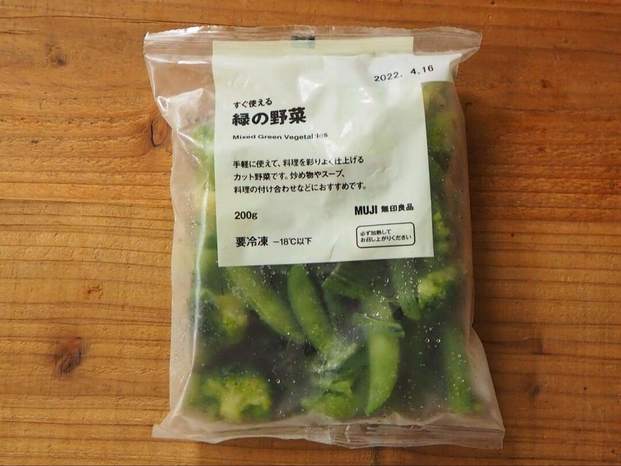 2022. 4.16
すぐ使える
緑の野菜
Mixed Green Vegetables
手軽に使えて、料理を彩りよく仕上げる
カット野菜です。炒め物やスープ、
料理の付け合わせなどにおすすめです。
200g
MUJI 無印良品
要冷凍 −18℃以下
必ず加熱して
お召し上がりください